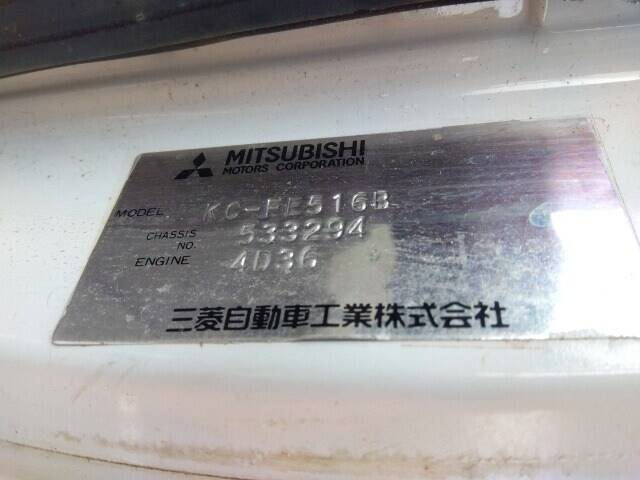 MITSUBISHI
MOTORS CORPORATION
MODEL KC-FE516B
CHASSIS NO. 533294
ENGINE 4D36
三菱自動車工業株式会社